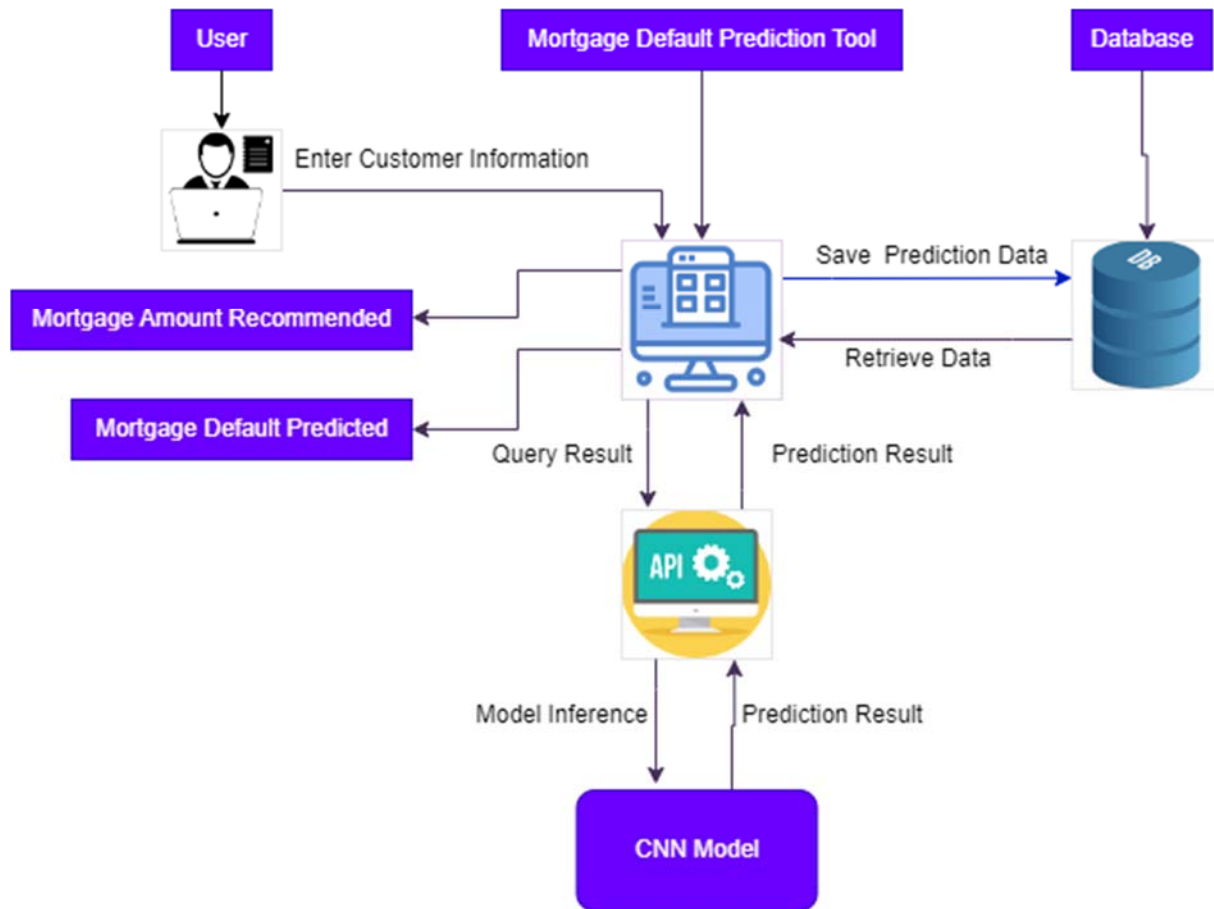 User
Mortgage Default Prediction Tool
Database
Enter Customer Information
Save Prediction Data
Mortgage Amount Recommended
DB
Retrieve Data
Mortgage Default Predicted
Query Result
Prediction Result
API
Model Inference
Prediction Result
CNN Model